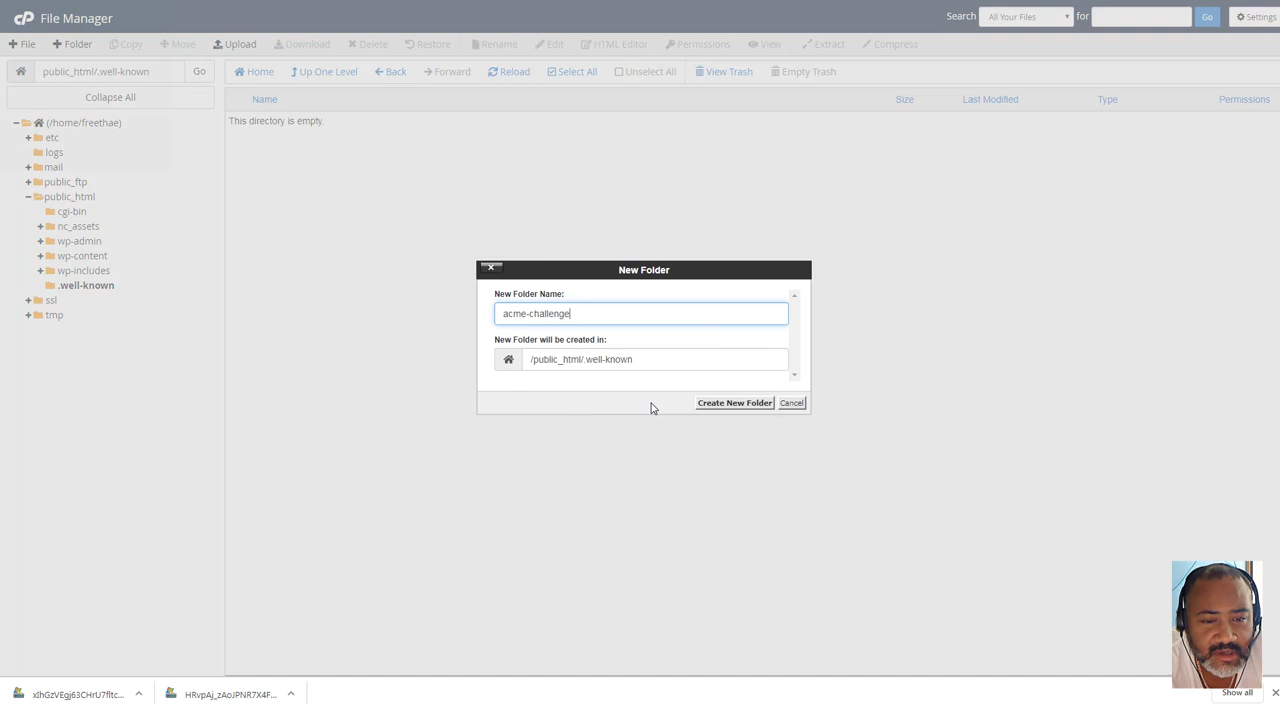 cP File Manager
Search All Your Files for Go Settings
File Folder Copy Move Upload Download Delete Restore Rename Edit HTML Editor Permissions View Extract Compress
public_html/.well-known Go
Home Up One Level Back Forward Reload Select All Unselect All View Trash Empty Trash
Collapse All
Name Size Last Modified Type Permissions
This directory is empty.
(/home/freethae)
etc
logs
mail
public_ftp
public_html
cgi-bin
nc_assets
wp-admin
wp-content
wp-includes
.well-known
ssl
tmp
New Folder
New Folder Name:
acme-challenge
New Folder will be created in:
/public_html/.well-known
Create New Folder Cancel
HRvpAj_zAoJPNR7X4F...
Show all